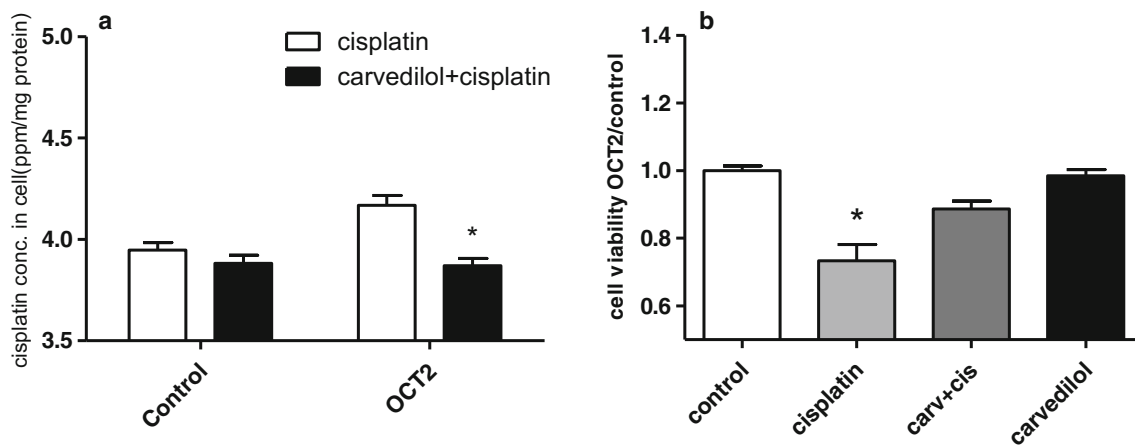 a
cisplatin conc. in cell(ppm/mg protein)
5.0
4.5
4.0
3.5
cisplatin
carvedilol+cisplatin
*
Control
OCT2
b
cell viability OCT2/control
1.4
1.2
1.0
0.8
0.6
*
control
cisplatin
carv+cis
carvedilol